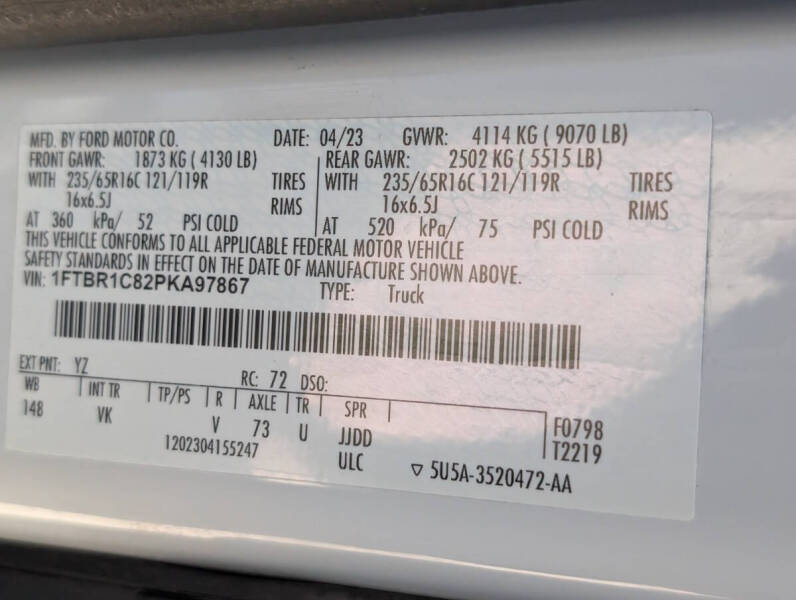 MFD. BY FORD MOTOR CO. DATE: 04/23 GVWR: 4114 KG ( 9070 LB)
FRONT GAWR: 1873 KG ( 4130 LB) REAR GAWR: 2502 KG ( 5515 LB)
WITH 235/65R16C 121/119R TIRES WITH 235/65R16C 121/119R TIRES
16x6.5J RIMS 16x6.5J RIMS
AT 360 kPa/ 52 PSI COLD AT 520 kPa/ 75 PSI COLD
THIS VEHICLE CONFORMS TO ALL APPLICABLE FEDERAL MOTOR VEHICLE
SAFETY STANDARDS IN EFFECT ON THE DATE OF MANUFACTURE SHOWN ABOVE.
VIN: 1FTBR1C82PKA97867 TYPE: Truck
EXT PNT: YZ RC: 72 DSO:
WB INT TR TP/PS R AXLE TR SPR
148 VK V 73 U JJDD F0798
1202304155247 ULC T2219
5U5A-3520472-AA